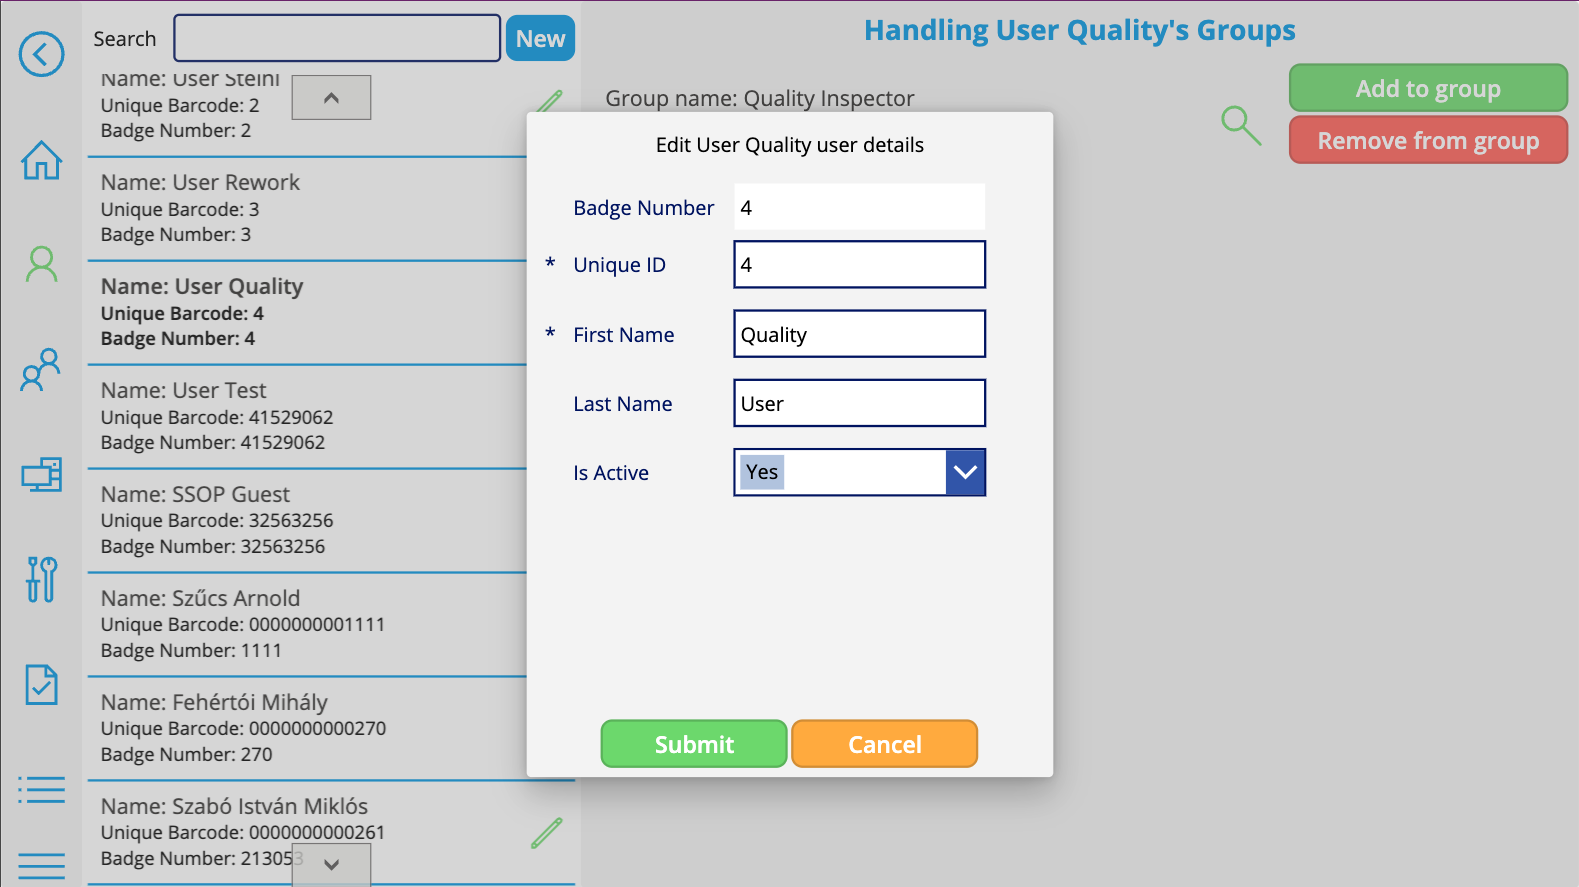 Search
New
Name: User Steinl
Unique Barcode: 2
Badge Number: 2
Name: User Rework
Unique Barcode: 3
Badge Number: 3
Name: User Quality
Unique Barcode: 4
Badge Number: 4
Name: User Test
Unique Barcode: 41529062
Badge Number: 41529062
Name: SSOP Guest
Unique Barcode: 32563256
Badge Number: 32563256
Name: Szűcs Arnold
Unique Barcode: 0000000001111
Badge Number: 1111
Name: Fehértói Mihály
Unique Barcode: 0000000000270
Badge Number: 270
Name: Szabó István Miklós
Unique Barcode: 0000000000261
Badge Number: 213053
Handling User Quality's Groups
Group name: Quality Inspector
Add to group
Remove from group
Edit User Quality user details
Badge Number 4
* Unique ID 4
* First Name Quality
Last Name User
Is Active Yes
Submit
Cancel